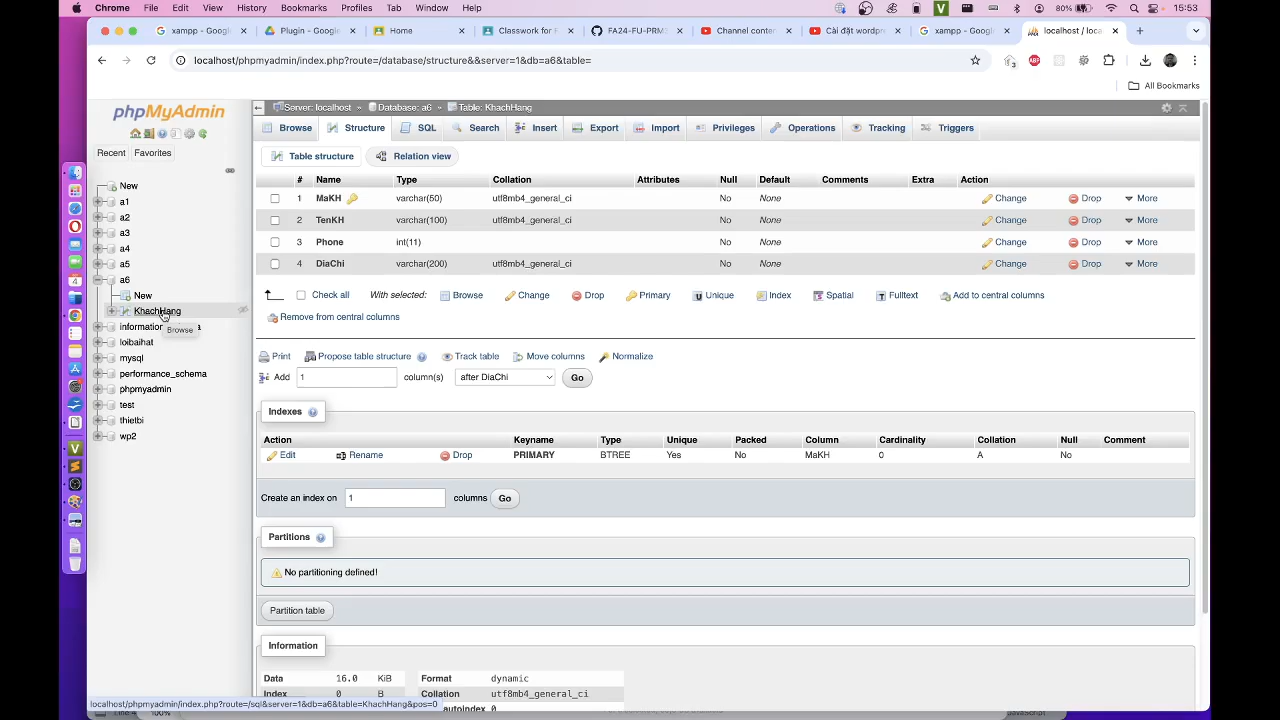 Chrome File Edit View History Bookmarks Profiles Tab Window Help V 80% 15:53
xampp - Googl Plugin - Google Home Classwork for F FA24-FU-PRM3 Channel conten Cài đặt wordpr xampp - Googl localhost / loca
localhost/phpmyadmin/index.php?route=/database/structure&server=1&db=a6&table= ABP
All Bookmarks
phpMyAdmin
Recent Favorites
New
a1
a2
a3
a4
a5
a6
New
KhachHang
information a
Browse
loibaihat
mysql
performance_schema
phpmyadmin
test
thietbi
wp2
Server: localhost » Database: a6 » Table: KhachHang
Browse Structure SQL Search Insert Export Import Privileges Operations Tracking Triggers
Table structure Relation view
# Name Type Collation Attributes Null Default Comments Extra Action
1 MaKH varchar(50) utf8mb4_general_ci No None Change Drop More
2 TenKH varchar(100) utf8mb4_general_ci No None Change Drop More
3 Phone int(11) No None Change Drop More
4 DiaChi varchar(200) utf8mb4_general_ci No None Change Drop More
Check all With selected: Browse Change Drop Primary Unique Index Spatial Fulltext Add to central columns
Remove from central columns
Print Propose table structure Track table Move columns Normalize
Add 1 column(s) after DiaChi Go
Indexes
Action Keyname Type Unique Packed Column Cardinality Collation Null Comment
Edit Rename Drop PRIMARY BTREE Yes No MaKH 0 A No
Create an index on 1 columns Go
Partitions
No partitioning defined!
Partition table
Information
Data 16.0 KiB Format dynamic
Index 0 B Collation utf8mb4_general_ci
autoindex 0
localhost/phpmyadmin/index.php?route=/sql&server=1&db=a6&table=KhachHang&pos=0